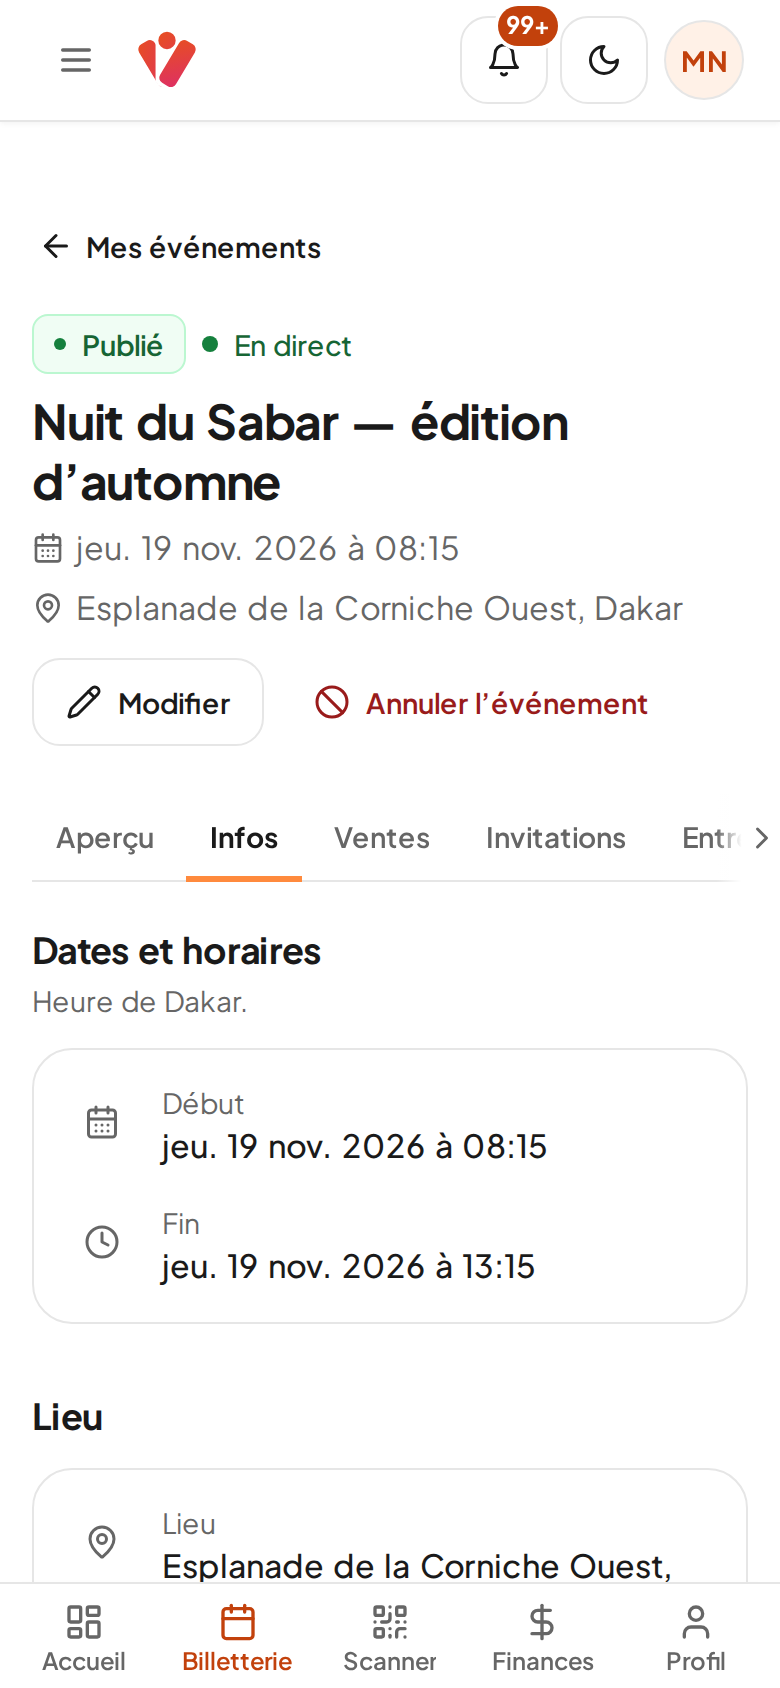 99+
MN
Mes événements
Publié
En direct
Nuit du Sabar — édition
d’automne
jeu. 19 nov. 2026 à 08:15
Esplanade de la Corniche Ouest, Dakar
Modifier
Annuler l’événement
Aperçu Infos Ventes Invitations
Dates et horaires
Heure de Dakar.
Début
jeu. 19 nov. 2026 à 08:15
Fin
jeu. 19 nov. 2026 à 13:15
Lieu
Lieu
Esplanade de la Corniche Ouest,
Accueil Billetterie Scanner Finances Profil